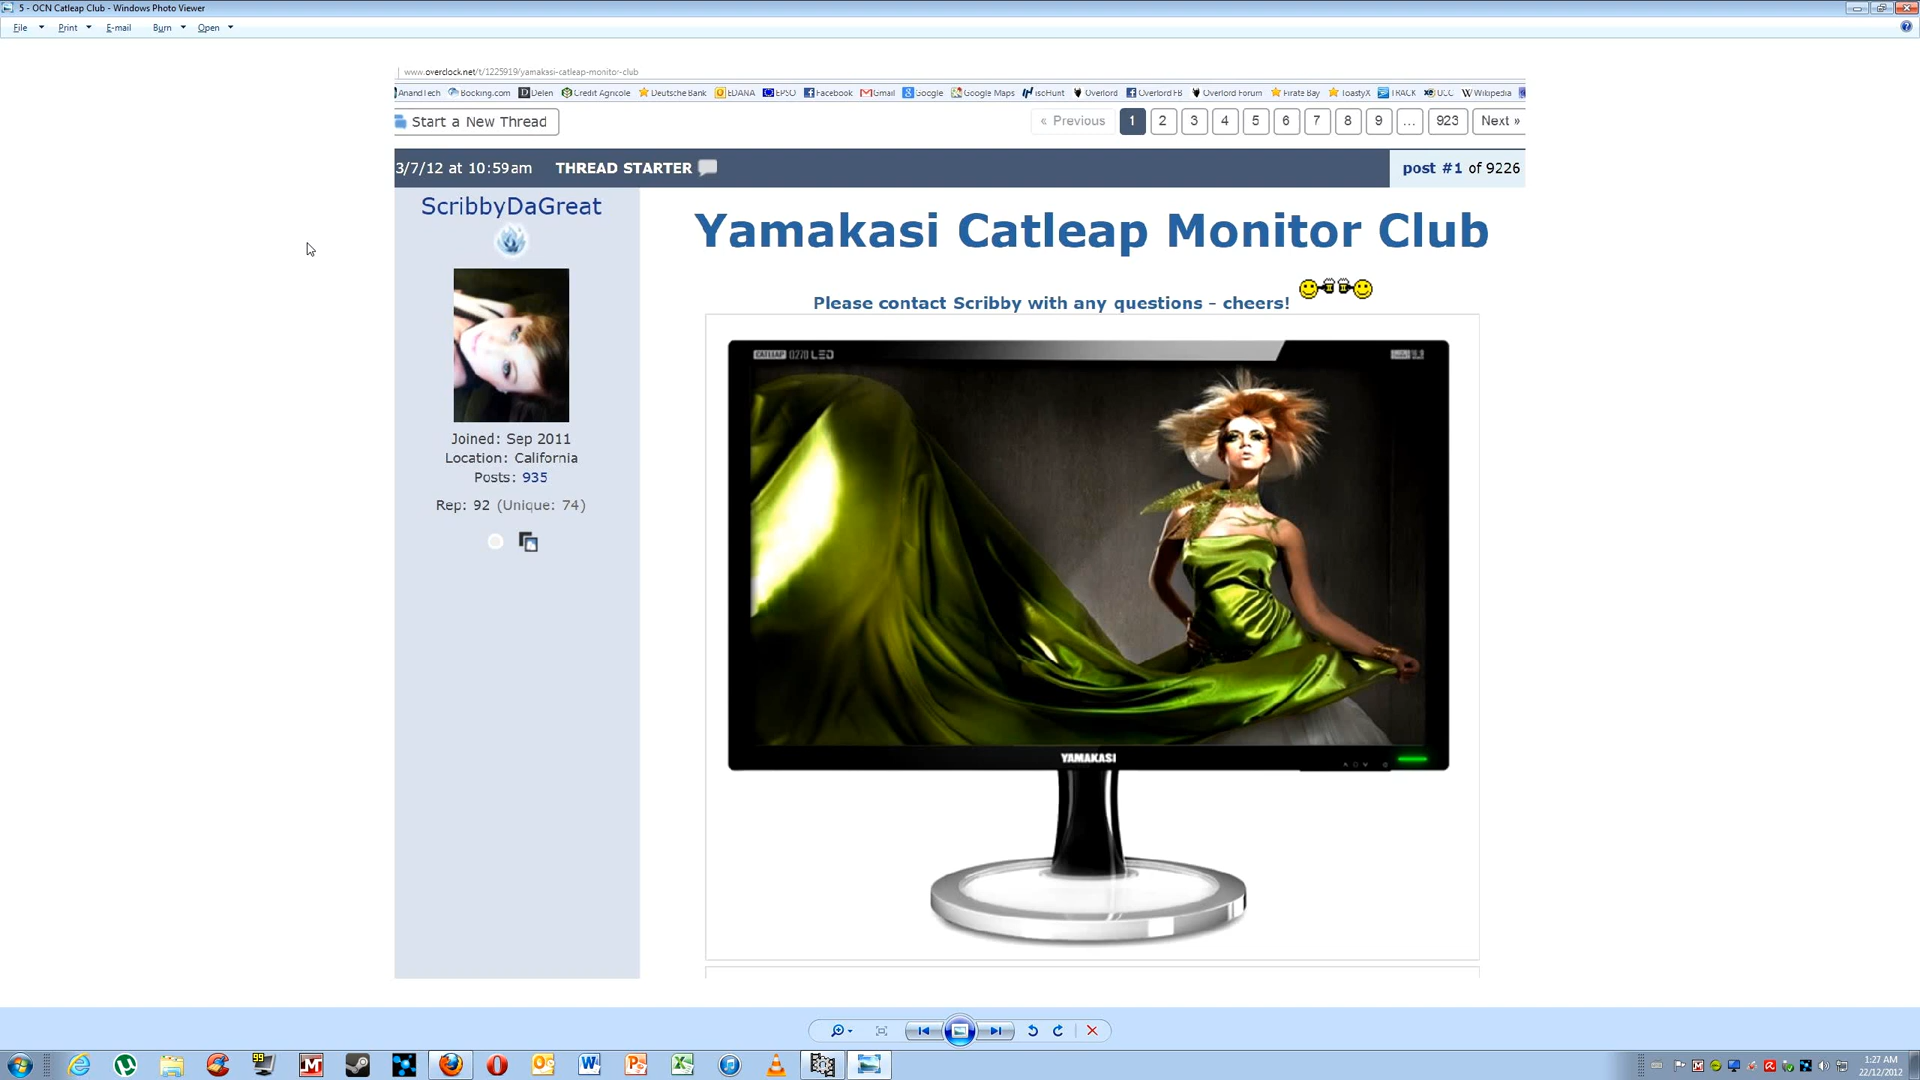 5 - OCN Catleap Club - Windows Photo Viewer
File Print E-mail Burn Open
www.overclock.net/t/1225919/yamakasi-catleap-monitor-club
AnandTech Booking.com Delen Credit Agricole Deutsche Bank EDANA EPSO Facebook Gmail Google Google Maps isoHunt Overlord Overlord FB Overlord Forum Pirate Bay ToastyX TRACK UCC Wikipedia
Start a New Thread
« Previous 1 2 3 4 5 6 7 8 9 ... 923 Next »
3/7/12 at 10:59am THREAD STARTER post #1 of 9226
ScribbyDaGreat
Yamakasi Catleap Monitor Club
Please contact Scribby with any questions - cheers!
CATLEAP Q270 LED
YAMAKASI
Joined: Sep 2011
Location: California
Posts: 935
Rep: 92 (Unique: 74)
99
1:27 AM
22/12/2012